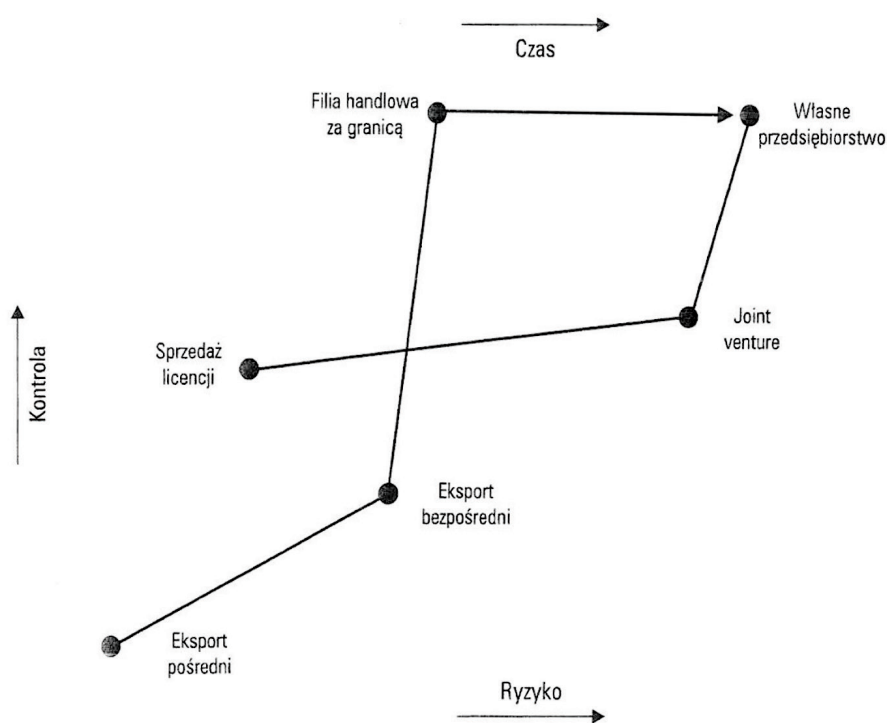 Czas
Filia handlowa
za granicą
Własne
przedsiębiorstwo
Kontrola
Sprzedaż
licencji
Joint
venture
Eksport
bezpośredni
Eksport
pośredni
Ryzyko